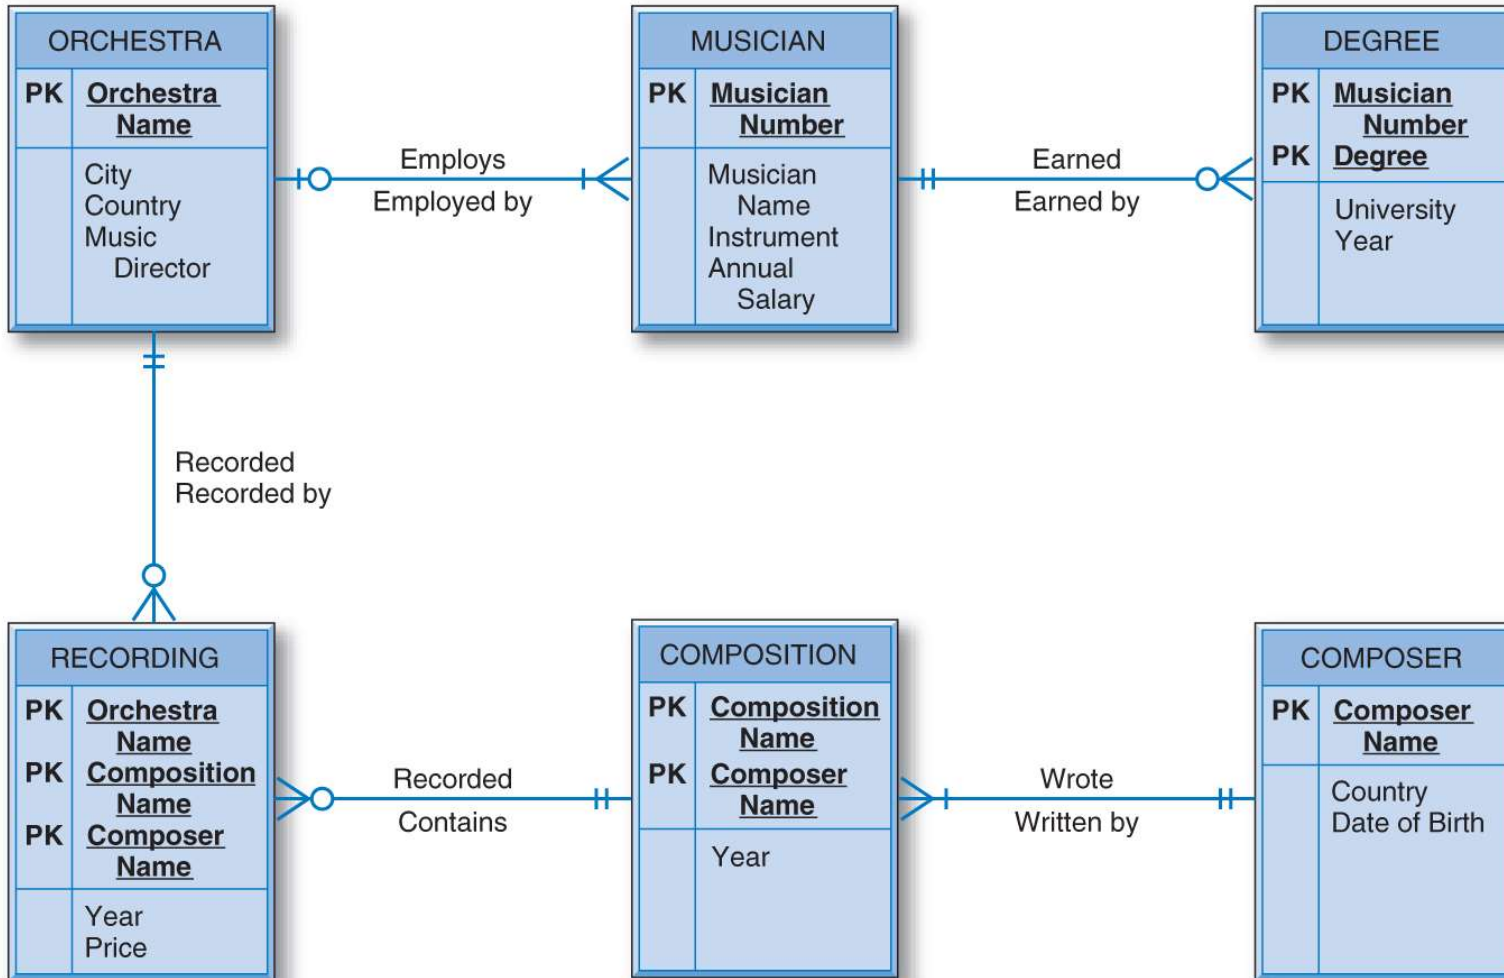 ORCHESTRA
PK Orchestra
Name
City
Country
Music
Director
Employs
Employed by
MUSICIAN
PK Musician
Number
Musician
Name
Instrument
Annual
Salary
Earned
Earned by
DEGREE
PK Musician
Number
PK Degree
University
Year
Recorded
Recorded by
RECORDING
PK Orchestra
Name
PK Composition
Name
PK Composer
Name
Year
Price
Recorded
Contains
COMPOSITION
PK Composition
Name
PK Composer
Name
Year
Wrote
Written by
COMPOSER
PK Composer
Name
Country
Date of Birth